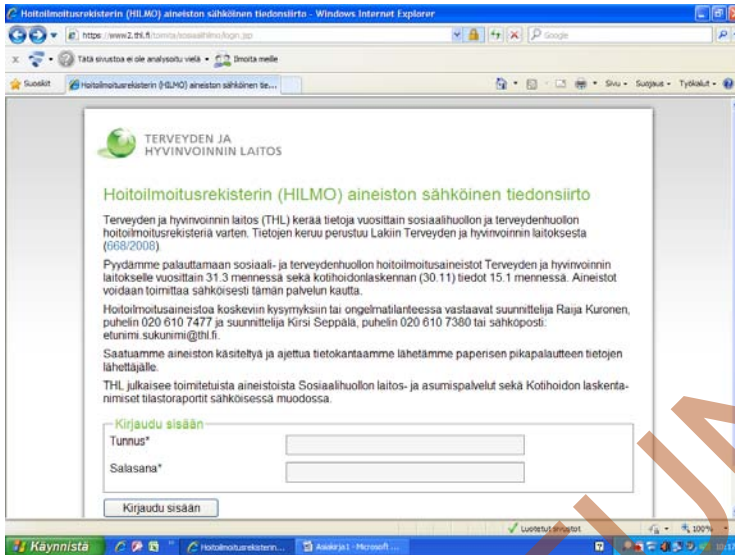 Hoitoilmoitusrekisterin (HILMO) aineiston sähköinen tiedonsiirto - Windows Internet Explorer
Google
Tätä sivustoa ei ole analysoitu vielä
Ilmoita meille
Suosikit
Hoitoilmoitusrekisterin (HILMO) aineiston sähköinen tie...
Sivu
Suojaus
Työkalut
TERVEYDEN JA
HYVINVOINNIN LAITOS
Hoitoilmoitusrekisterin (HILMO) aineiston sähköinen tiedonsiirto
Terveyden ja hyvinvoinnin laitos (THL) kerää tietoja vuosittain sosiaalihuollon ja terveydenhuollon
hoitoilmoitusrekisteriä varten. Tietojen keruu perustuu Lakiin Terveyden ja hyvinvoinnin laitoksesta
(668/2008).
Pyydämme palauttamaan sosiaali- ja terveydenhuollon hoitoilmoitusaineistot Terveyden ja hyvinvoinnin
laitokselle vuosittain 31.3 mennessä sekä kotihoidonlaskennan (30.11) tiedot 15.1 mennessä. Aineistot
voidaan toimittaa sähköisesti tämän palvelun kautta.
Hoitoilmoitusaineistoa koskeviin kysymyksiin tai ongelmatilanteessa vastaavat suunnittelija Raija Kuronen,
puhelin 020 610 7477 ja suunnittelija Kirsi Seppälä, puhelin 020 610 7380 tai sähköposti:
etunimi.sukunimi@thl.fi.
Saatuamme aineiston käsiteltyä ja ajettua tietokantaamme lähetämme paperisen pikapalautteen tietojen
lähettäjälle.
THL julkaisee toimitetuista aineistoista Sosiaalihuollon laitos- ja asumispalvelut sekä Kotihoidon laskenta-
nimiset tilastoraportit sähköisessä muodossa.
Kirjaudu sisään
Tunnus*
Salasana*
Kirjaudu sisään
Luotetut sivustot
100%
Käynnistä
Hoitoilmoitusrekisterin...
Asiakirja1 - Microsoft ...
10:17